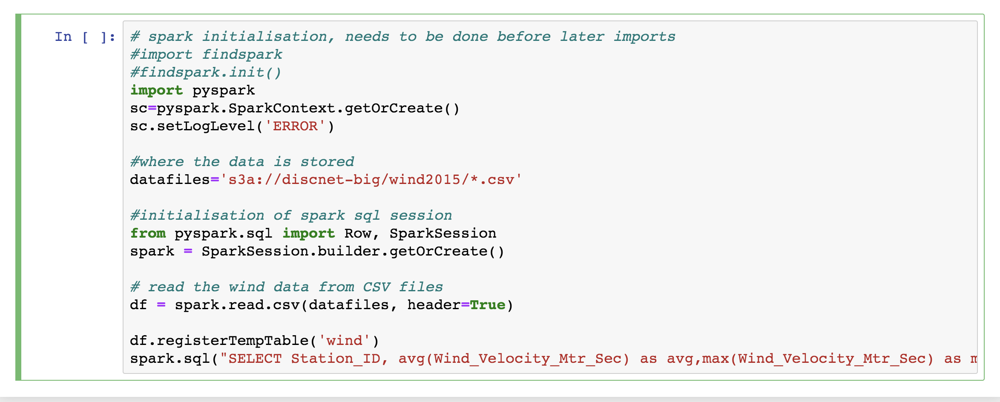 In [ ]:
# spark initialisation, needs to be done before later imports
#import findspark
#findspark.init()
import pyspark
sc=pyspark.SparkContext.getOrCreate()
sc.setLogLevel('ERROR')
#where the data is stored
datafiles='s3a://discnet-big/wind2015/*.csv'
#initialisation of spark sql session
from pyspark.sql import Row, SparkSession
spark = SparkSession.builder.getOrCreate()
# read the wind data from CSV files
df = spark.read.csv(datafiles, header=True)
df.registerTempTable('wind')
spark.sql("SELECT Station_ID, avg(Wind_Velocity_Mtr_Sec) as avg,max(Wind_Velocity_Mtr_Sec) as